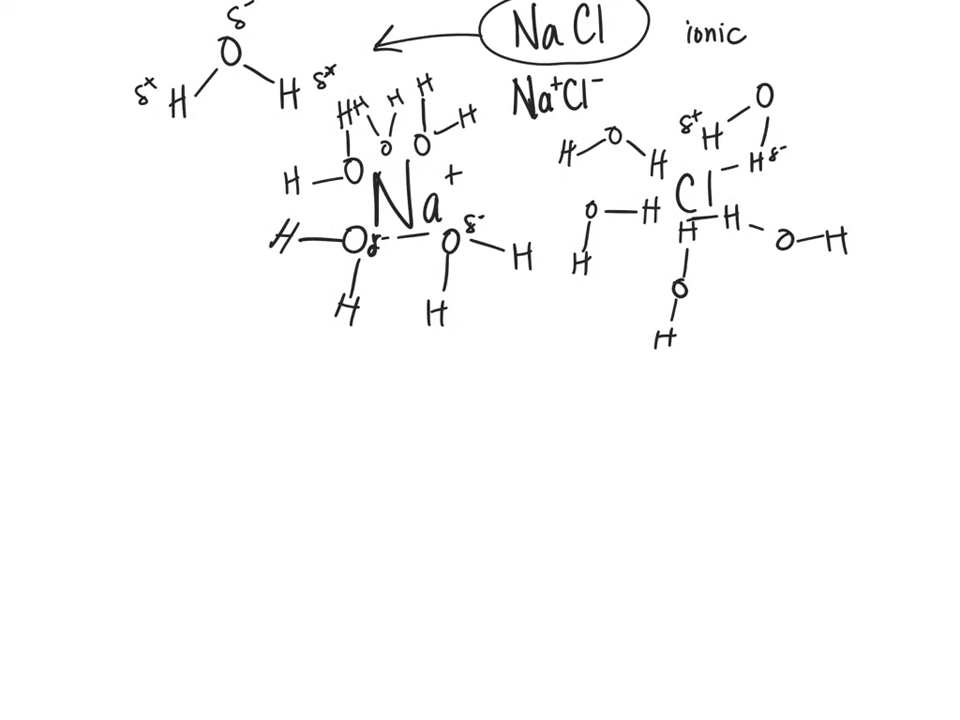 δ-
O
δ+ H H δ+
NaCl ionic
Na+Cl-
H H H H H
O O O
H
Na+
H O δ- O δ- H
H H
O
δ+ H H δ-
H O H
Cl
O H H O H
H H
O
H